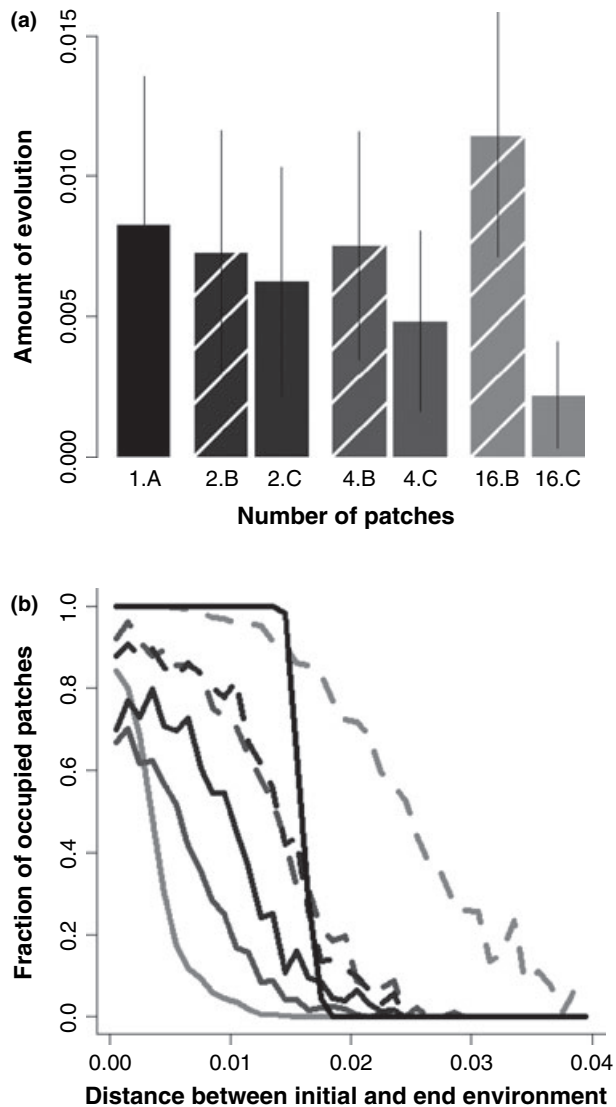 (a)
0.015
0.010
0.005
0.000
Amount of evolution
1.A 2.B 2.C 4.B 4.C 16.B 16.C
Number of patches
(b)
1.0
0.8
0.6
0.4
0.2
0.0
Fraction of occupied patches
0.00 0.01 0.02 0.03 0.04
Distance between initial and end environment